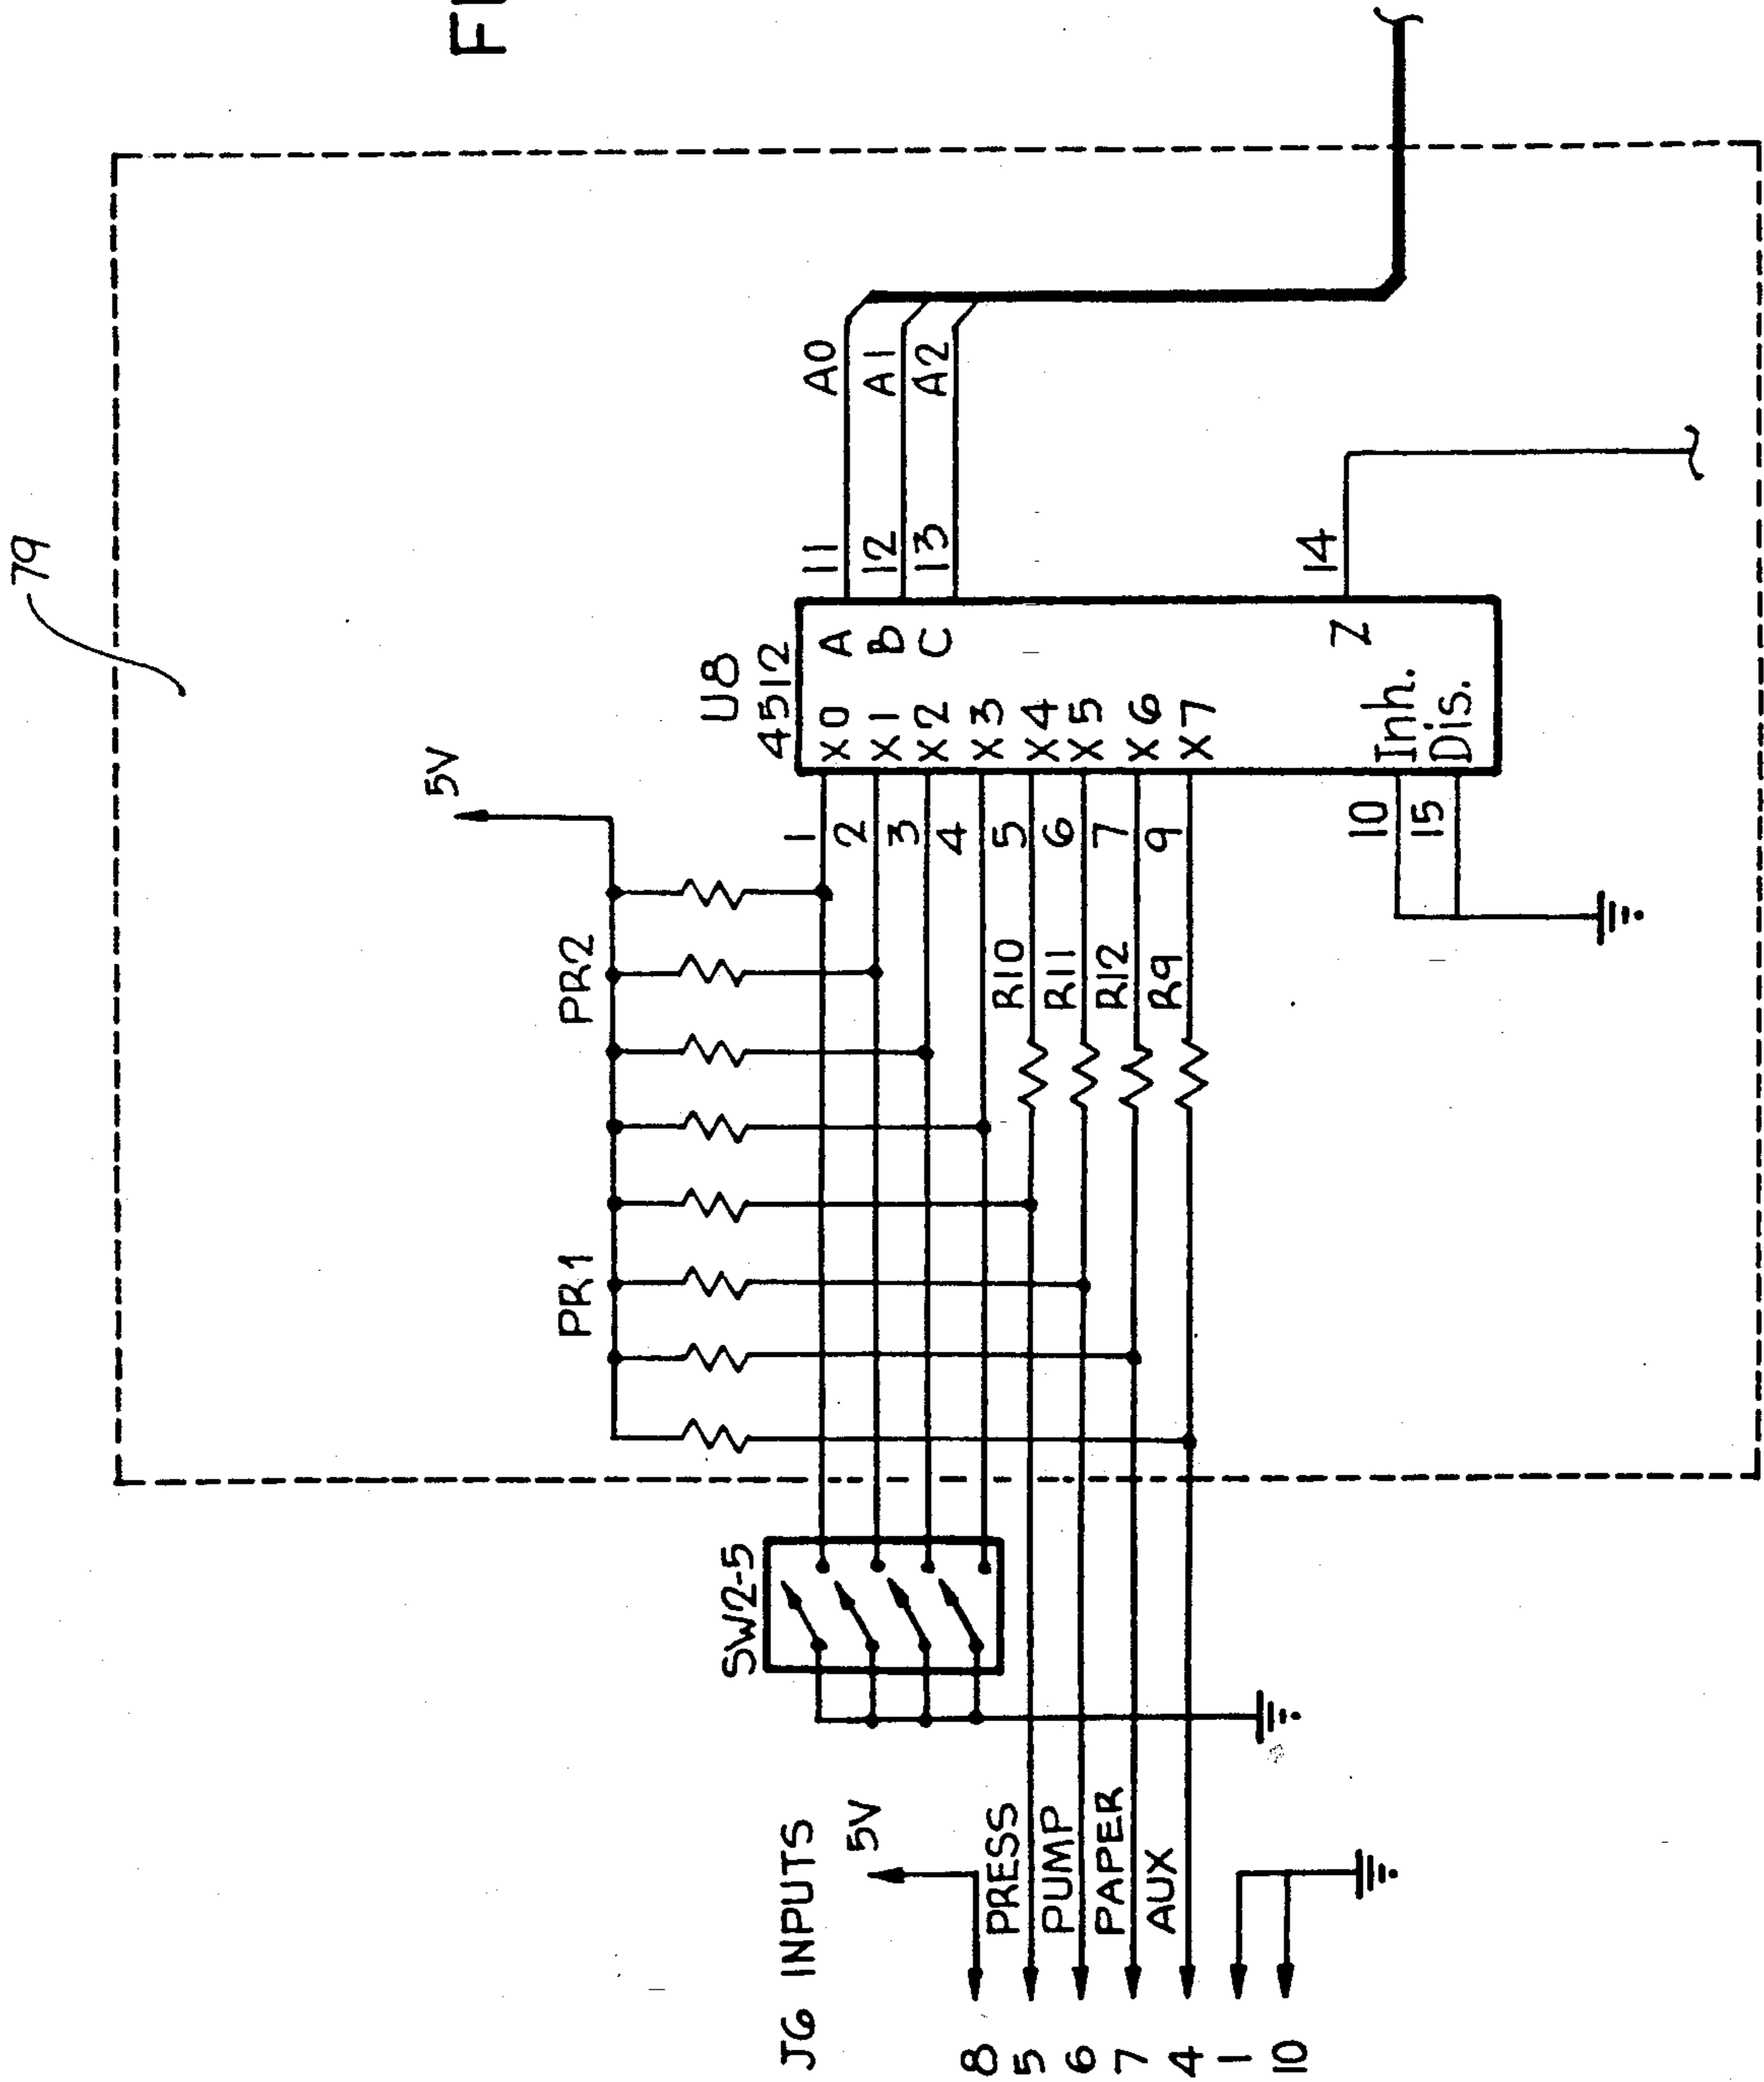 F
79
5V
PR1
PR2
U8
4512
SW2-5
X0 A
X1 B
X2 C
X3
X4
X5
X6 Z
X7
Inh.
Dis.
1
2
3
4
5
6
7
9
10
15
11
12
13
14
A0
A1
A2
R10
R11
R12
R9
J6 INPUTS
5V
8
5 PRESS
6 PUMP
7 PAPER
4 AUX
1
10